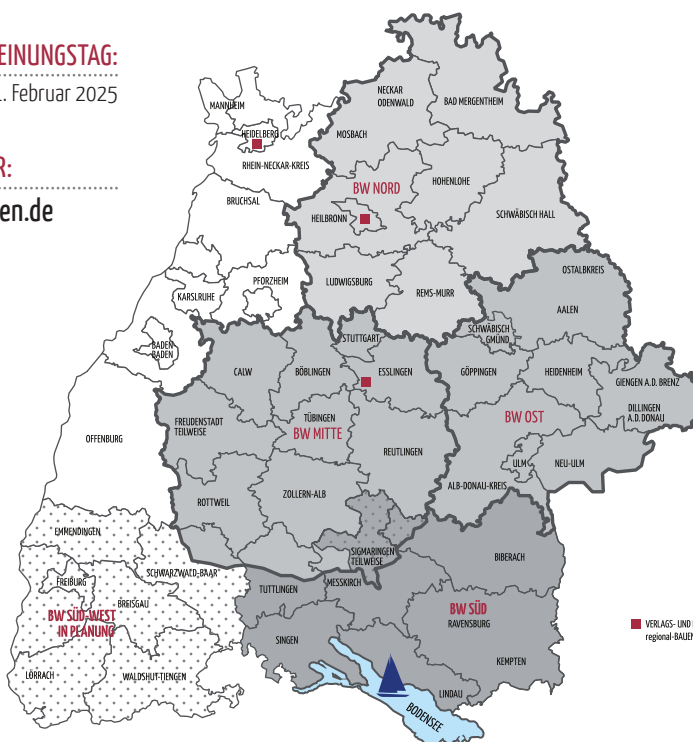 EINUNGSTAG:
. Februar 2025
R:
en.de
MANNHEIM
HEIDELBERG
RHEIN-NECKAR-KREIS
BRUCHSAL
KARSLRUHE
PFORZHEIM
BADEN
BADEN
OFFENBURG
NECKAR
ODENWALD
BAD MERGENTHEIM
MOSBACH
BW NORD
HOHENLOHE
HEILBRONN
SCHWÄBISCH HALL
LUDWIGSBURG
REMS-MURR
OSTALBKREIS
AALEN
SCHWÄBISCH
GMÜND
STUTTGART
CALW
BÖBLINGEN
ESSLINGEN
GÖPPINGEN
HEIDENHEIM
GIENGEN A.D. BRENZ
DILLINGEN
A.D. DONAU
FREUDENSTADT
TEILWEISE
TÜBINGEN
BW MITTE
BW OST
REUTLINGEN
ULM
NEU-ULM
ROTTWEIL
ZOLLERN-ALB
ALB-DONAU-KREIS
EMMENDINGEN
SIGMARINGEN
TEILWEISE
BIBERACH
FREIBURG
SCHWARZWALD-BAAR
BREISGAU
BW SÜD-WEST
IN PLANUNG
TUTTLINGEN
MESSKIRCH
BW SÜD
RAVENSBURG
SINGEN
KEMPTEN
LÖRRACH
WALDSHUT-TIENGEN
LINDAU
BODENSEE
VERLAGS- UND
regional-BAUEN